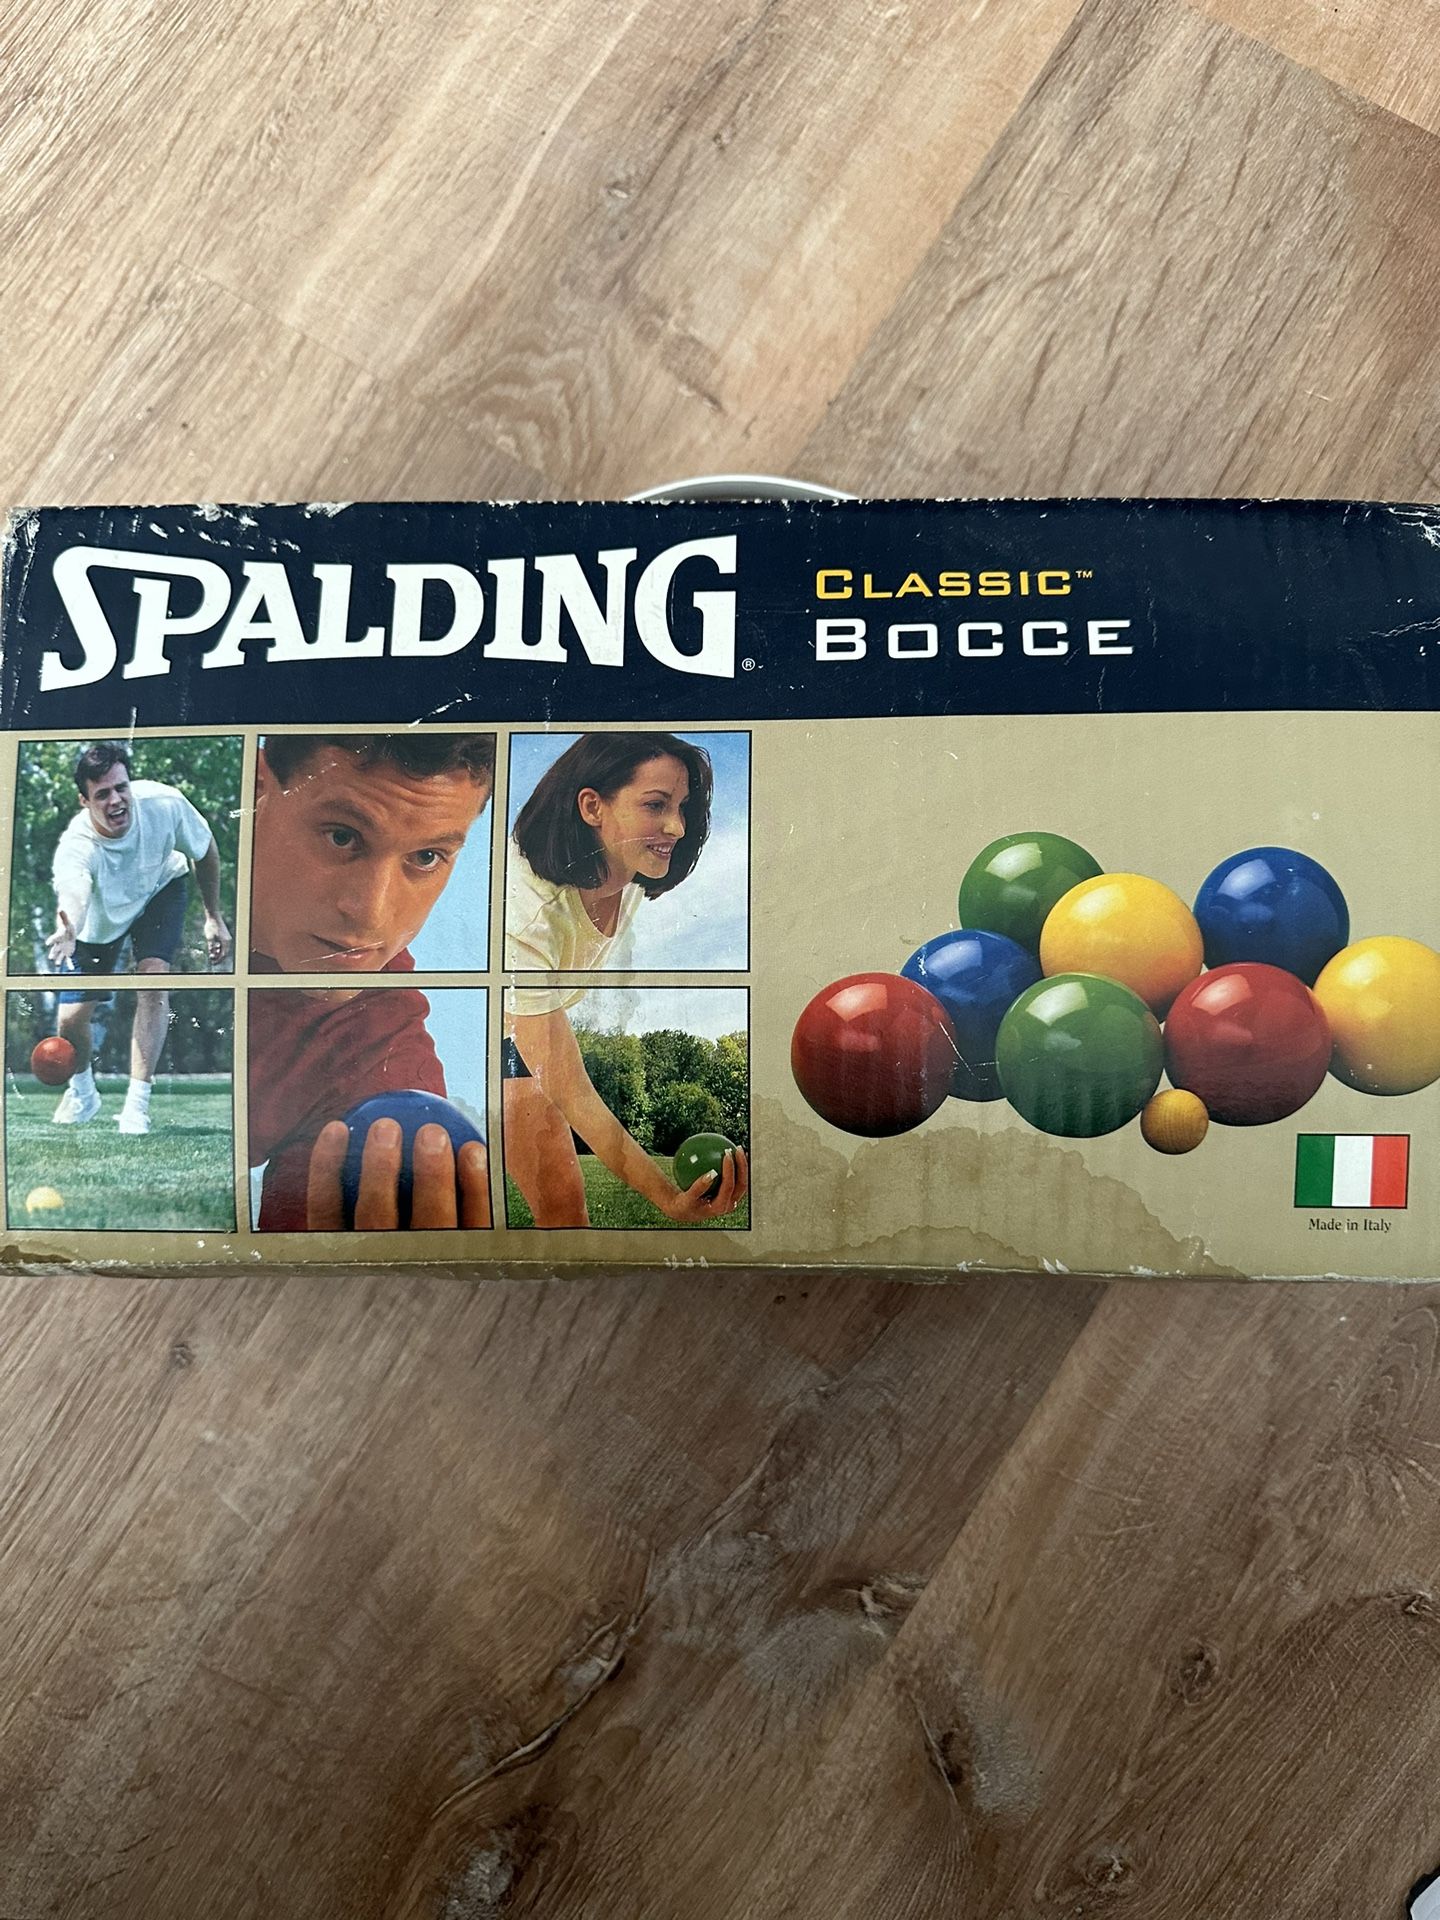 SPALDING®
CLASSIC™
BOCCE
Made in Italy